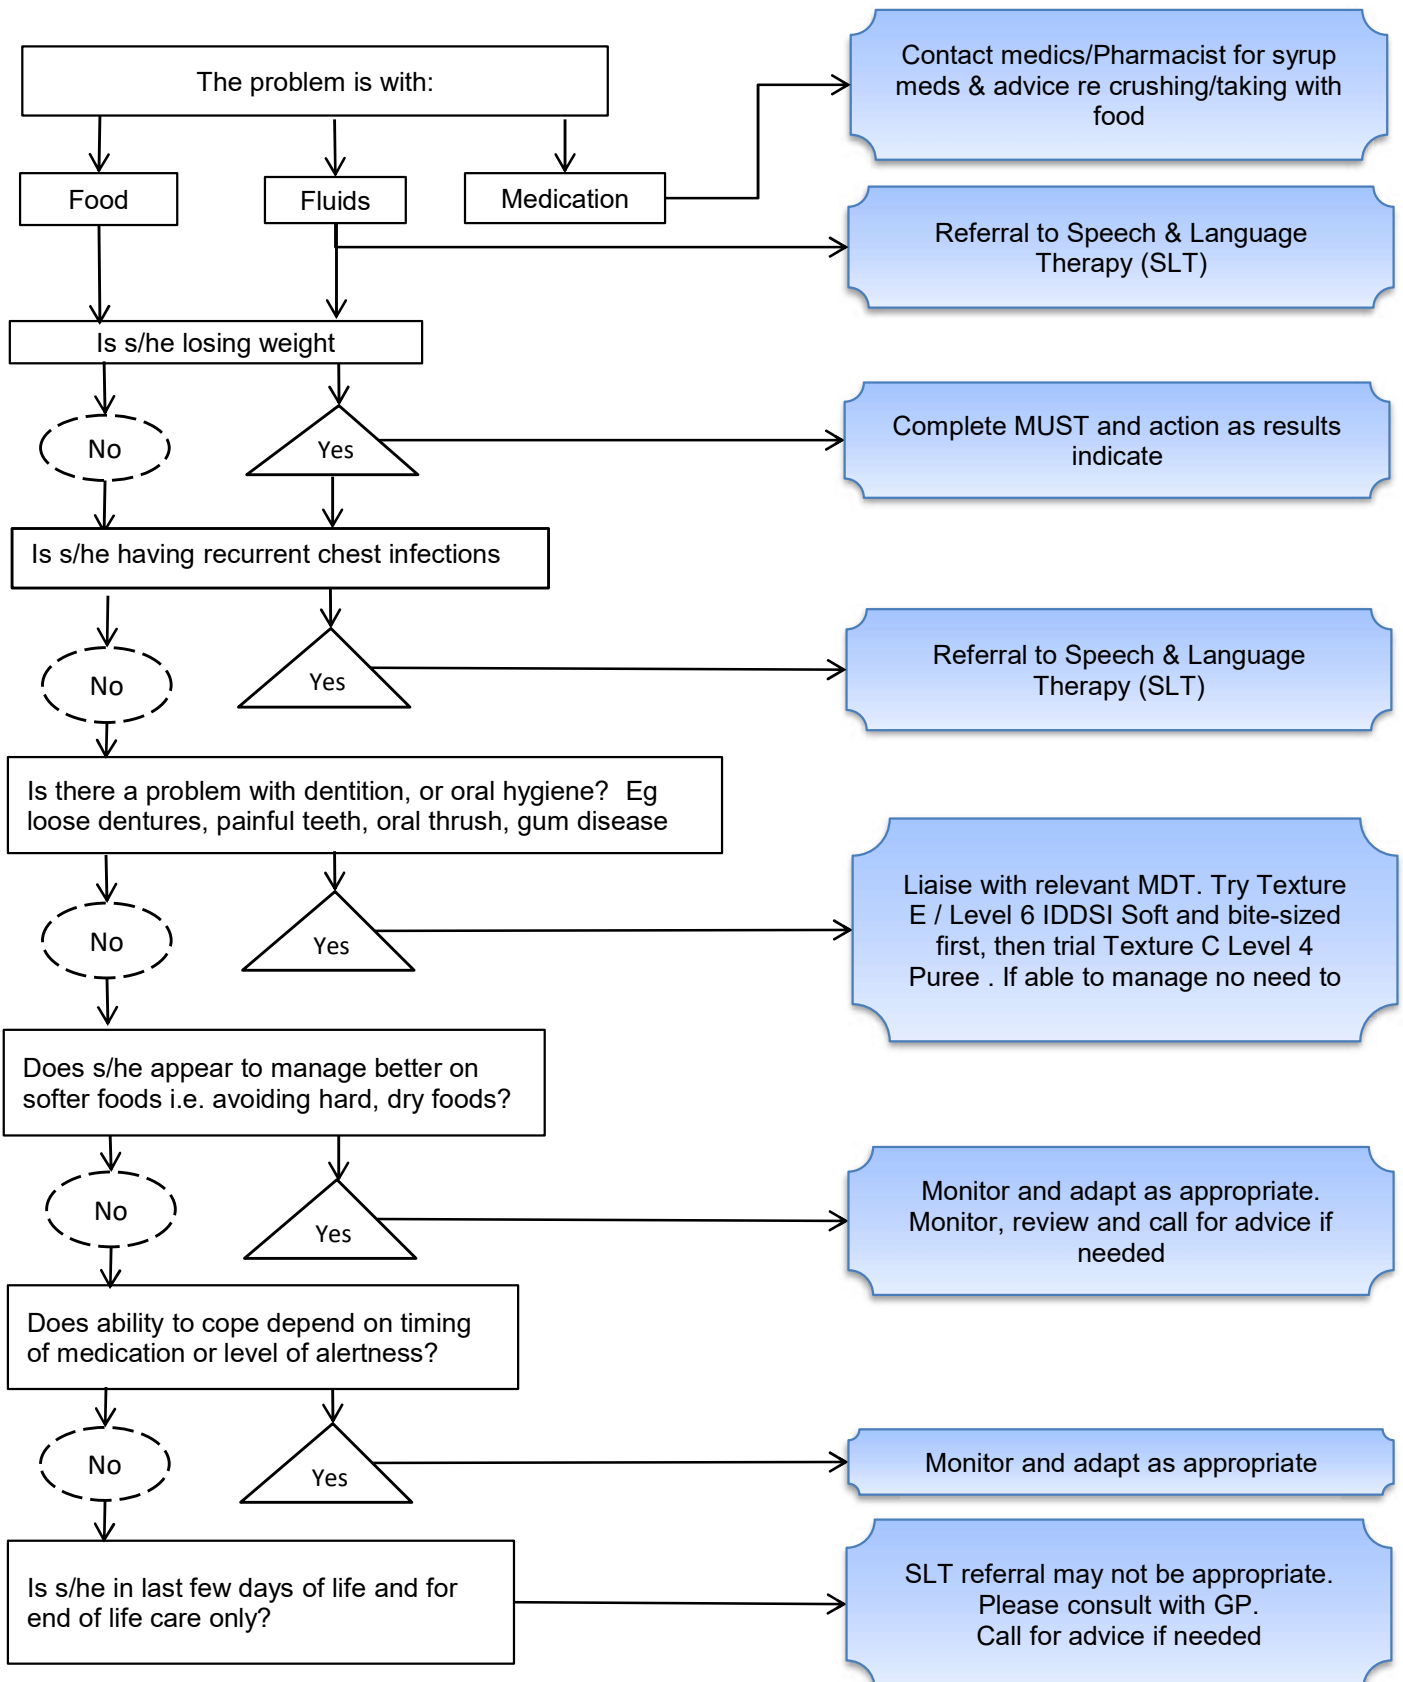 The problem is with:
Contact medics/Pharmacist for syrup
meds & advice re crushing/taking with
food
Food
Fluids
Medication
Referral to Speech & Language
Therapy (SLT)
Is s/he losing weight
No
Yes
Complete MUST and action as results
indicate
Is s/he having recurrent chest infections
No
Yes
Referral to Speech & Language
Therapy (SLT)
Is there a problem with dentition, or oral hygiene? Eg
loose dentures, painful teeth, oral thrush, gum disease
No
Yes
Liaise with relevant MDT. Try Texture
E / Level 6 IDDSI Soft and bite-sized
first, then trial Texture C Level 4
Puree . If able to manage no need to
Does s/he appear to manage better on
softer foods i.e. avoiding hard, dry foods?
No
Yes
Monitor and adapt as appropriate.
Monitor, review and call for advice if
needed
Does ability to cope depend on timing
of medication or level of alertness?
No
Yes
Monitor and adapt as appropriate
Is s/he in last few days of life and for
end of life care only?
SLT referral may not be appropriate.
Please consult with GP.
Call for advice if needed